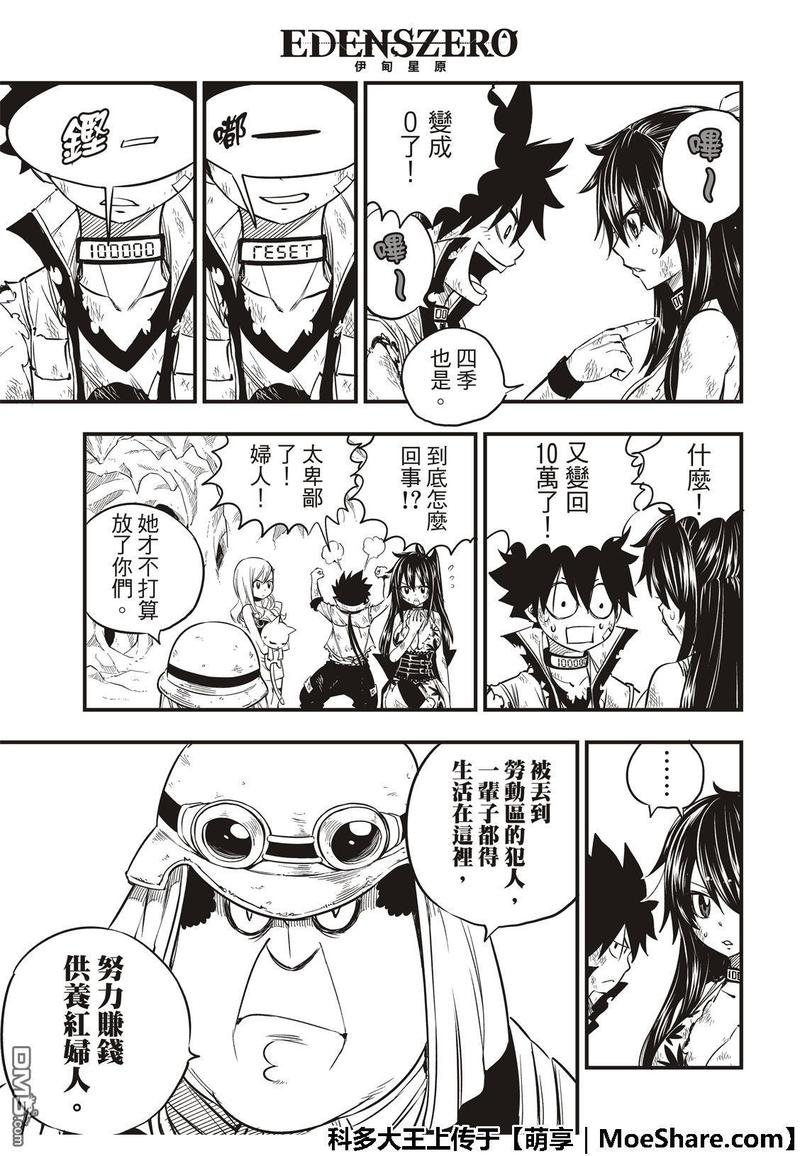 EDENSZERO
伊甸星原
嗶～
變成
0了！
嗶～
四季
也是。
嘟—
rESET
鏗—
100000
什麼！
又變回
10萬了！
到底怎麼
回事!?
太卑鄙
了！
婦人！
她才不打算
放了你們。
……
100
被丟到
勞動區的犯人，
一輩子都得
生活在這裡，
努力賺錢
供養紅婦人。
DM5.com
科多大王上传于【萌享｜MoeShare.com】